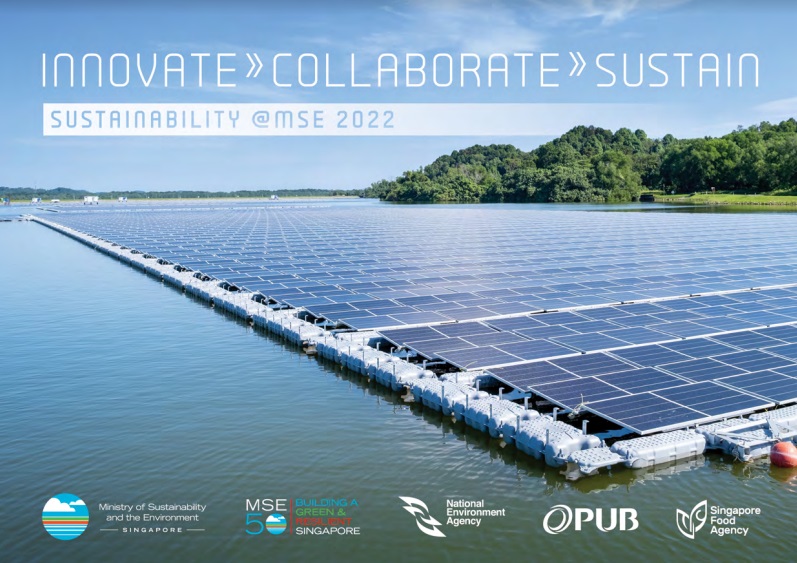 INNOVATE » COLLABORATE » SUSTAIN
SUSTAINABILITY @MSE 2022
Ministry of Sustainability
and the Environment
SINGAPORE
MSE
50
BUILDING A
GREEN &
RESILIENT
SINGAPORE
National
Environment
Agency
PUB
Singapore
Food
Agency